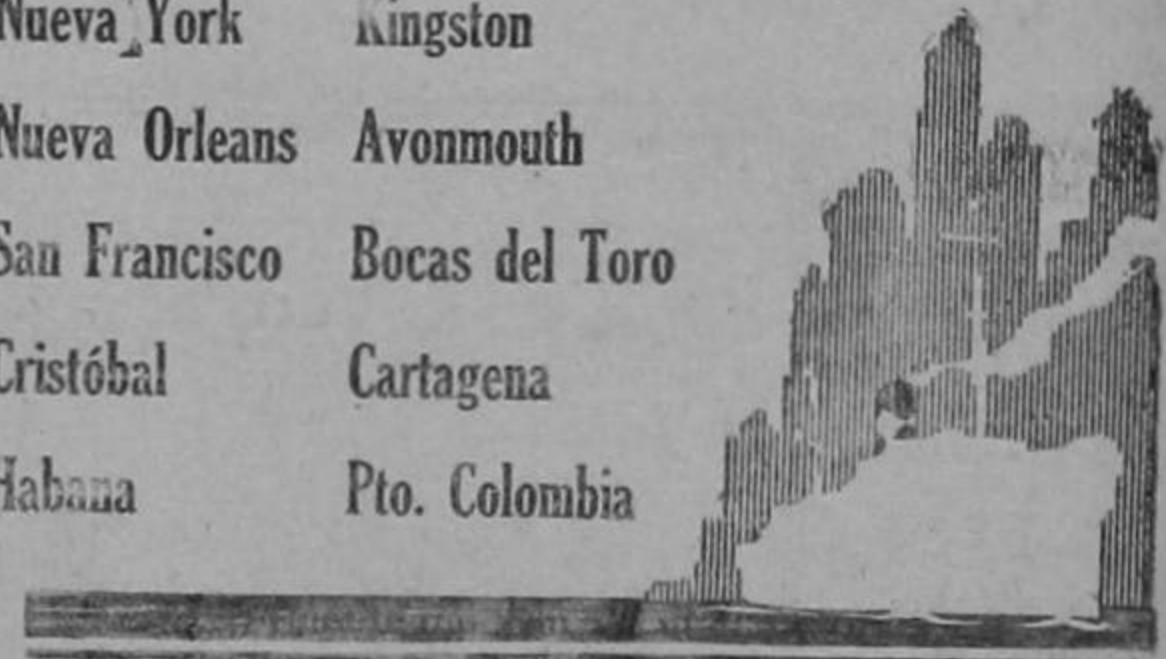 Nueva York Kingston
Nueva Orleans Avonmouth
San Francisco Bocas del Toro
Cristóbal Cartagena
Habana Pto. Colombia